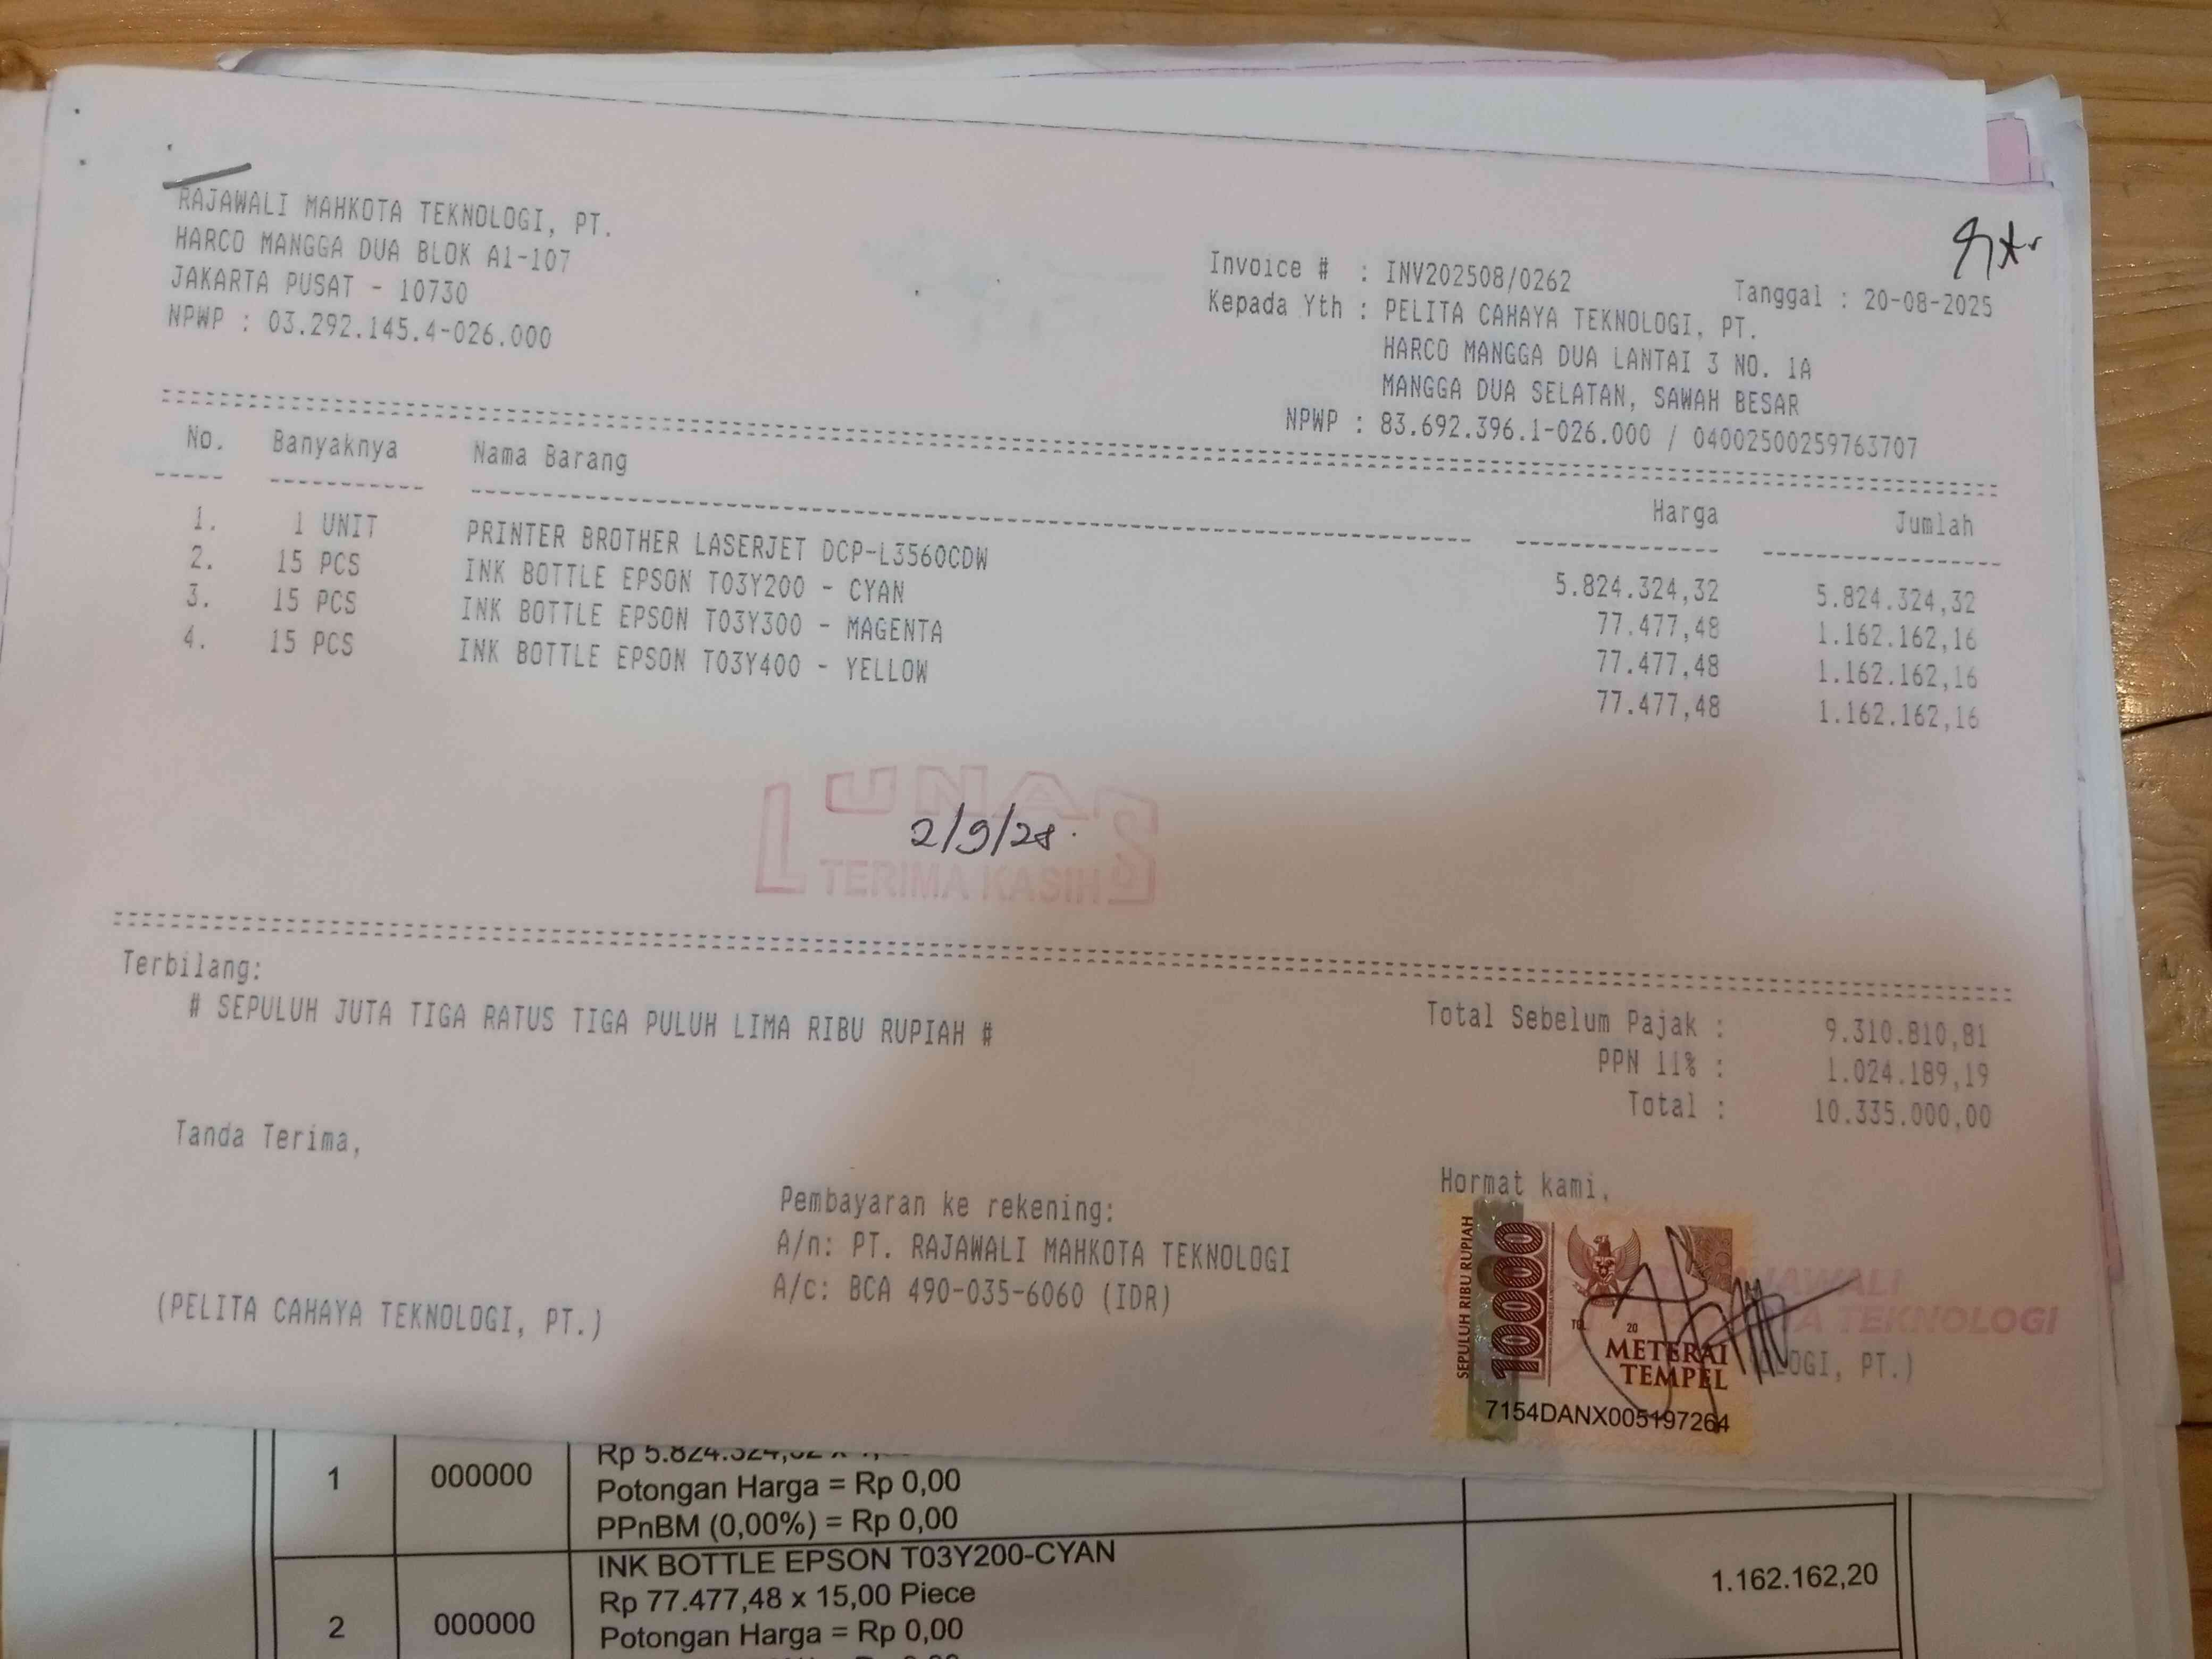 RAJAWALI MAHKOTA TEKNOLOGI, PT.
HARCO MANGGA DUA BLOK A1-107
JAKARTA PUSAT - 10730
NPWP : 03.292.145.4-026.000
Invoice # : INV202508/0262
Tanggal : 20-08-2025
Kepada Yth : PELITA CAHAYA TEKNOLOGI, PT.
HARCO MANGGA DUA LANTAI 3 NO. 1A
MANGGA DUA SELATAN, SAWAH BESAR
NPWP : 83.692.396.1-026.000 / 04002500259763707
No. Banyaknya Nama Barang Harga Jumlah
1. 1 UNIT PRINTER BROTHER LASERJET DCP-L3560CDW 5.824.324,32 5.824.324,32
2. 15 PCS INK BOTTLE EPSON T03Y200 - CYAN 77.477,48 1.162.162,16
3. 15 PCS INK BOTTLE EPSON T03Y300 - MAGENTA 77.477,48 1.162.162,16
4. 15 PCS INK BOTTLE EPSON T03Y400 - YELLOW 77.477,48 1.162.162,16
LUNAS
TERIMA KASIH
Terbilang:
# SEPULUH JUTA TIGA RATUS TIGA PULUH LIMA RIBU RUPIAH #
Total Sebelum Pajak : 9.310.810,81
PPN 11% : 1.024.189,19
Total : 10.335.000,00
Tanda Terima,
(PELITA CAHAYA TEKNOLOGI, PT.)
Pembayaran ke rekening:
A/n: PT. RAJAWALI MAHKOTA TEKNOLOGI
A/c: BCA 490-035-6060 (IDR)
Hormat kami,
SEPULUH RIBU RUPIAH
10000
TGL. 20
METERAI
TEMPEL
7154DANX005197264
TEKNOLOGI
PT.)
1 000000
Potongan Harga = Rp 0,00
PPnBM (0,00%) = Rp 0,00
2 000000
INK BOTTLE EPSON T03Y200-CYAN
Rp 77.477,48 x 15,00 Piece
Potongan Harga = Rp 0,00
1.162.162,20